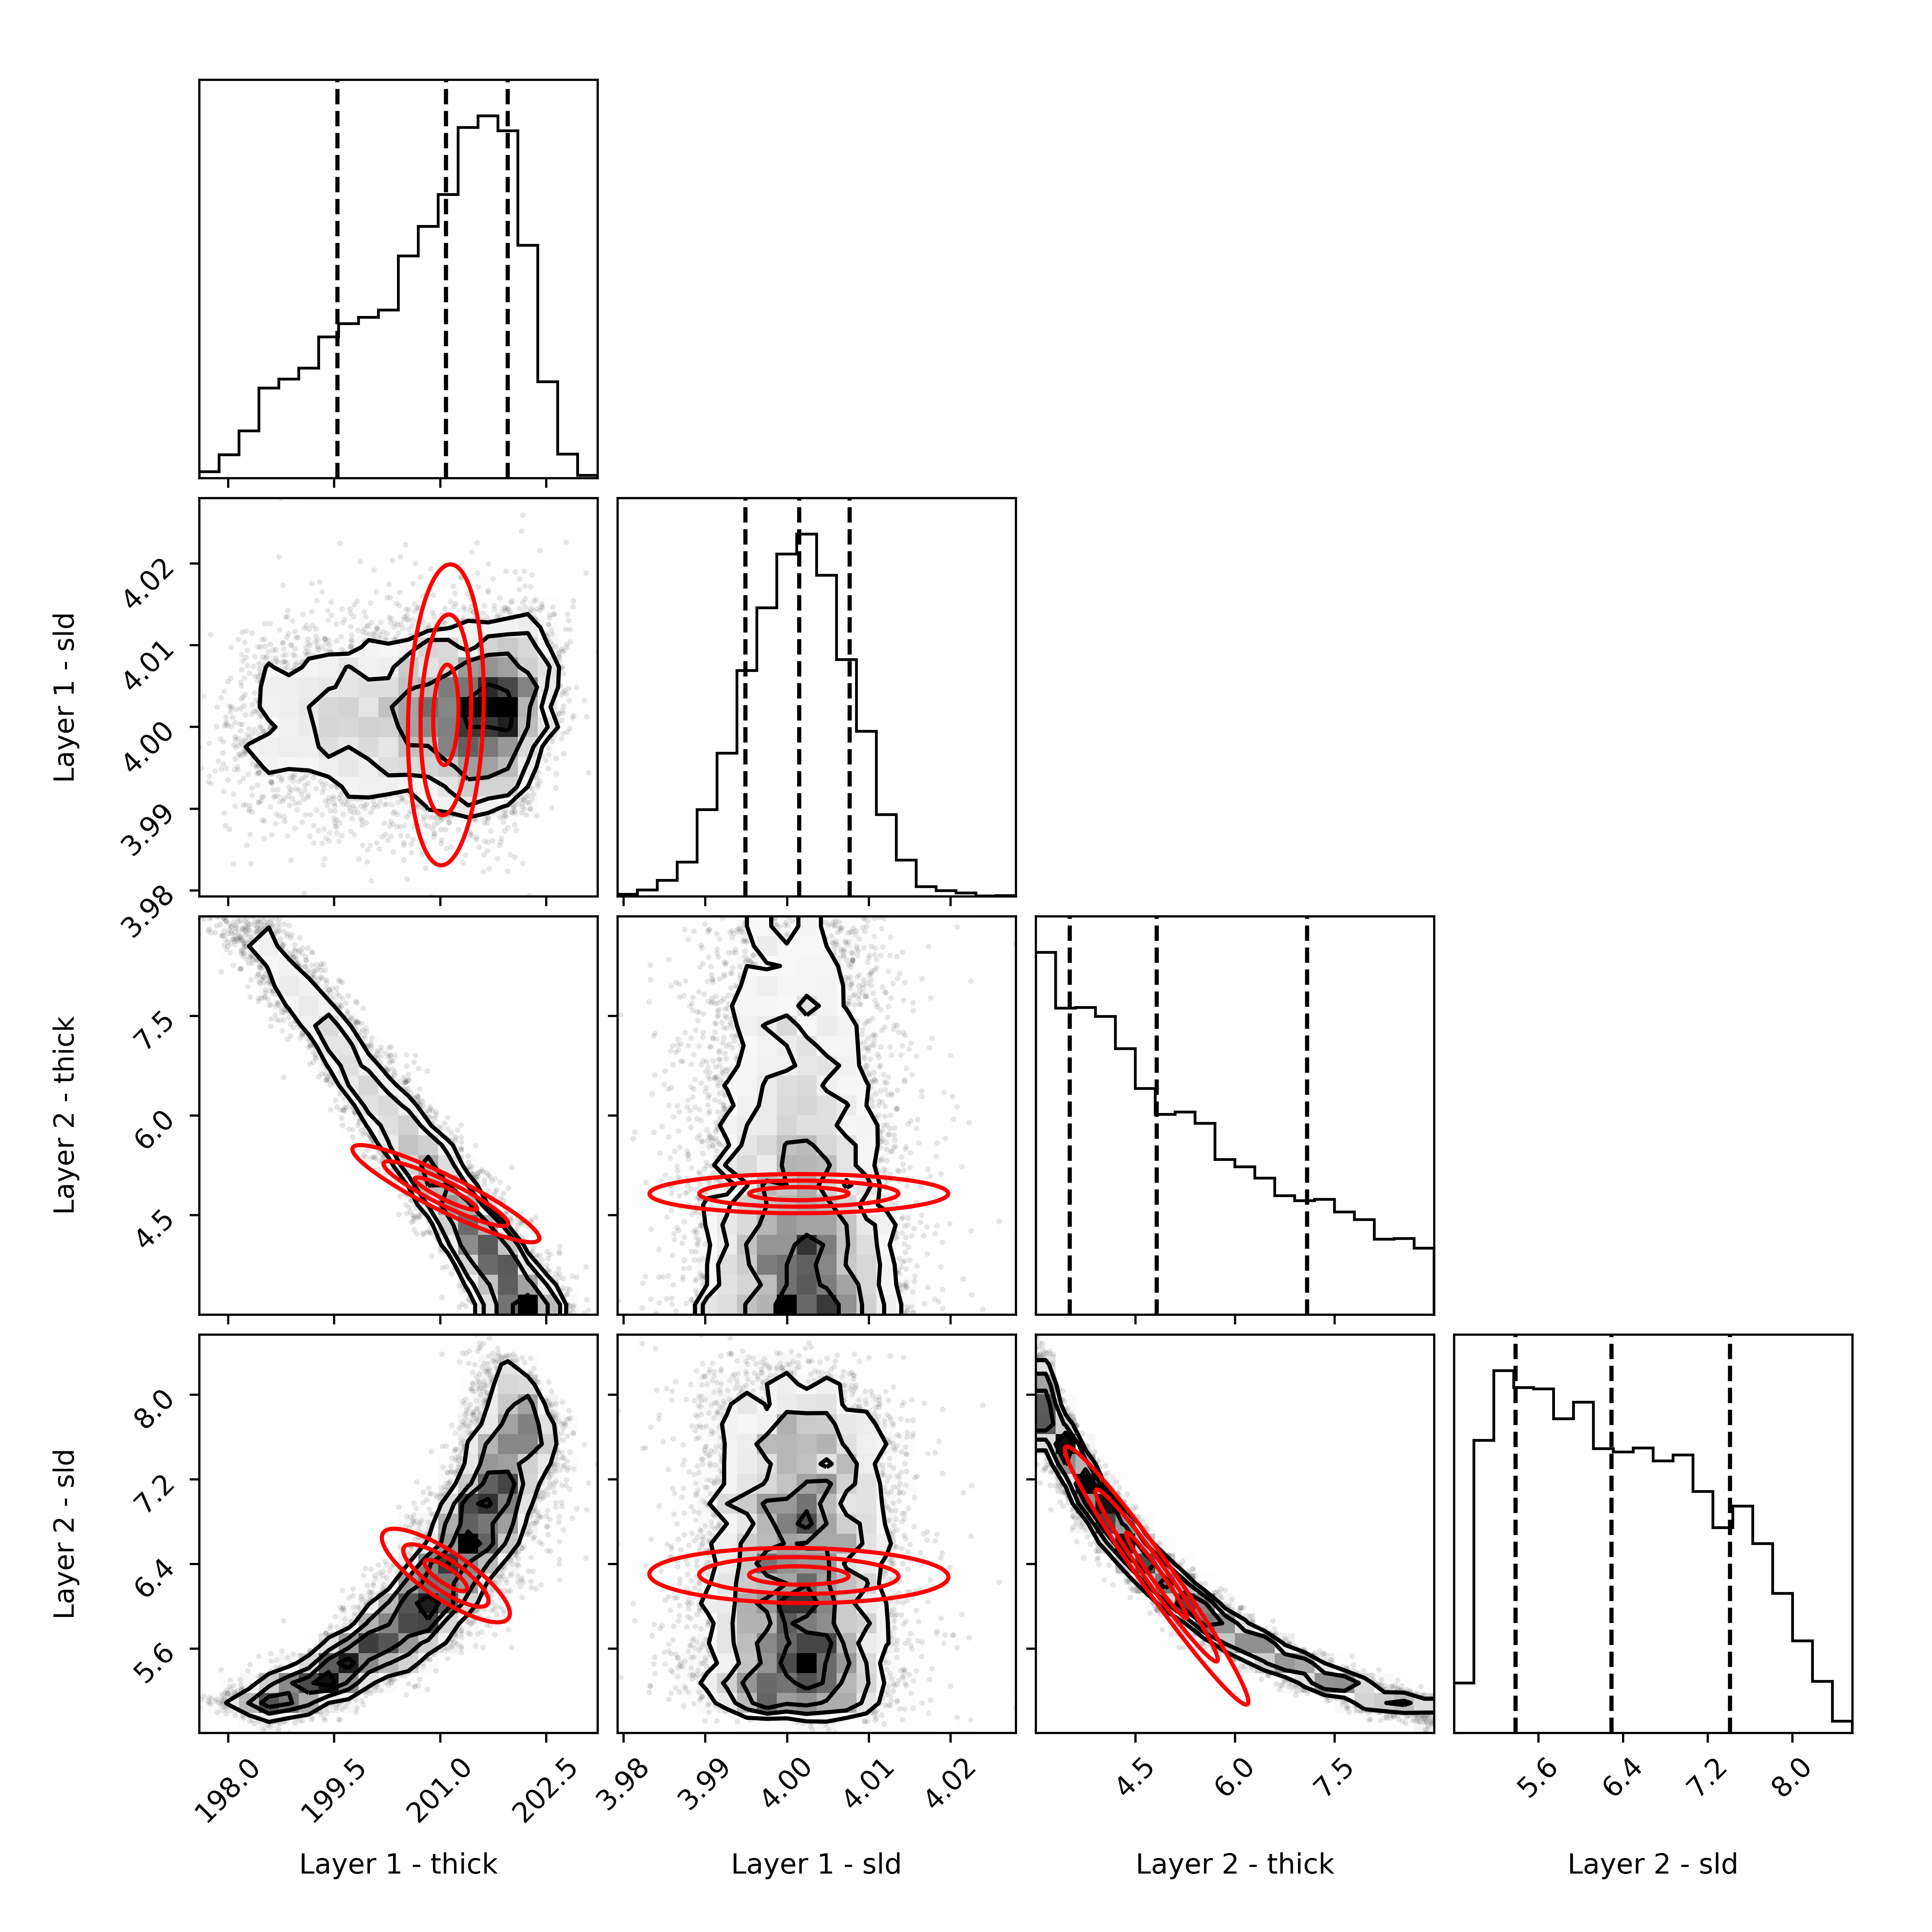 4.02
4.01
4.00
3.99
3.98
Layer 1 - sld
7.5
6.0
4.5
Layer 2 - thick
8.0
7.2
6.4
5.6
Layer 2 - sld
198.0 199.5 201.0 202.5 3.98 3.99 4.00 4.01 4.02 4.5 6.0 7.5 5.6 6.4 7.2 8.0
Layer 1 - thick Layer 1 - sld Layer 2 - thick Layer 2 - sld